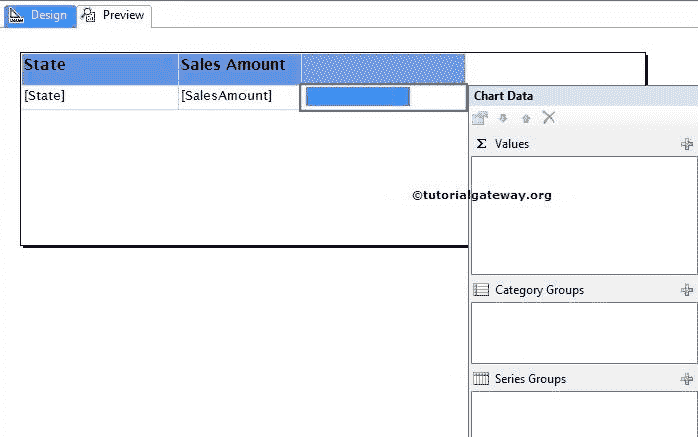 Design Preview
State Sales Amount
[State] [SalesAmount]
Chart Data
Σ Values
©tutorialgateway.org
Category Groups
Series Groups